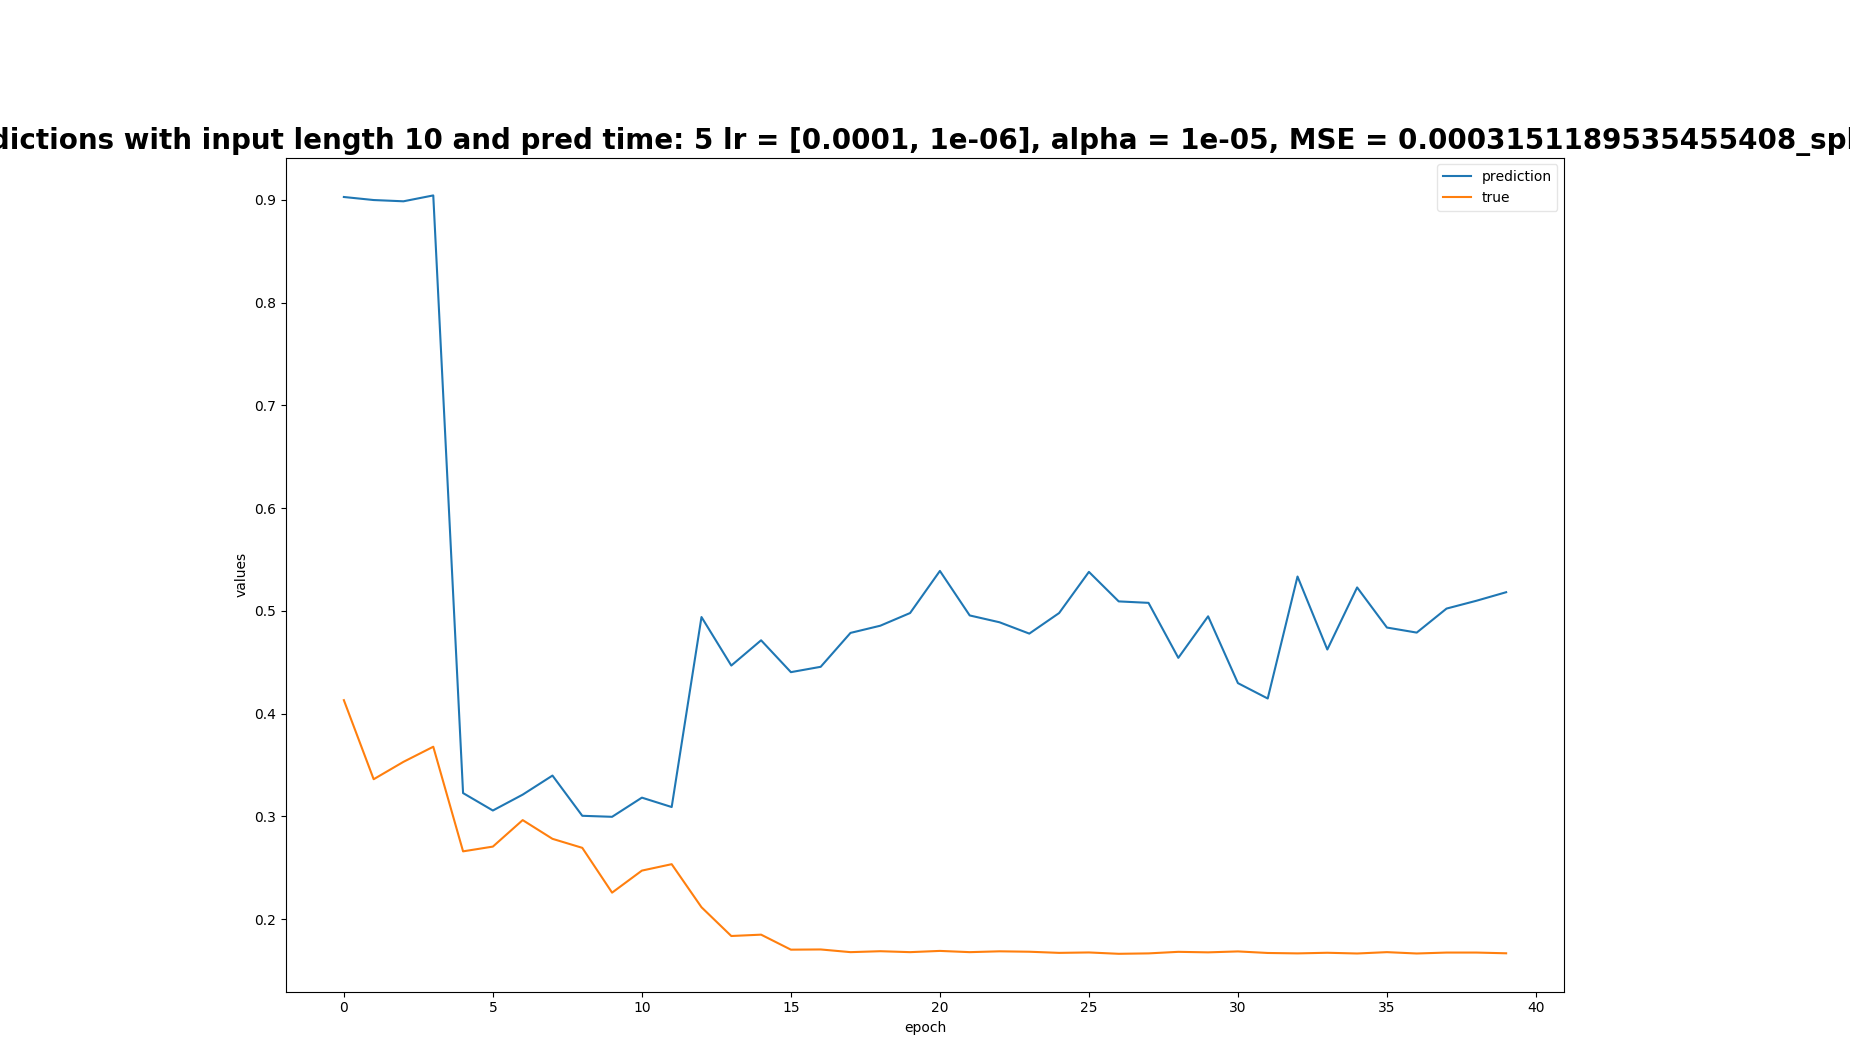 dictions with input length 10 and pred time: 5 lr = [0.0001, 1e-06], alpha = 1e-05, MSE = 0.0003151189535455408_spl
prediction
true
0.9
0.8
0.7
0.6
0.5
0.4
0.3
0.2
values
0 5 10 15 20 25 30 35 40
epoch